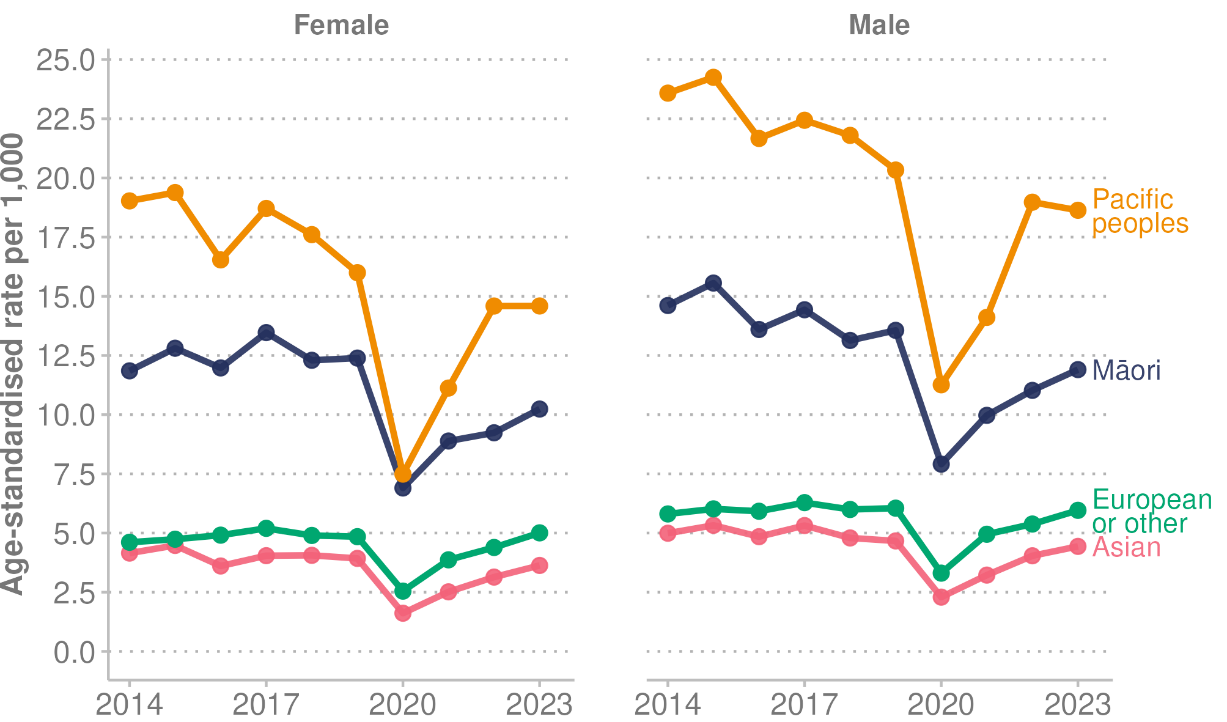 Female
Male
Age-standardised rate per 1,000
25.0
22.5
20.0
17.5
15.0
12.5
10.0
7.5
5.0
2.5
0.0
2014 2017 2020 2023
2014 2017 2020 2023
Pacific
peoples
Māori
European
or other
Asian